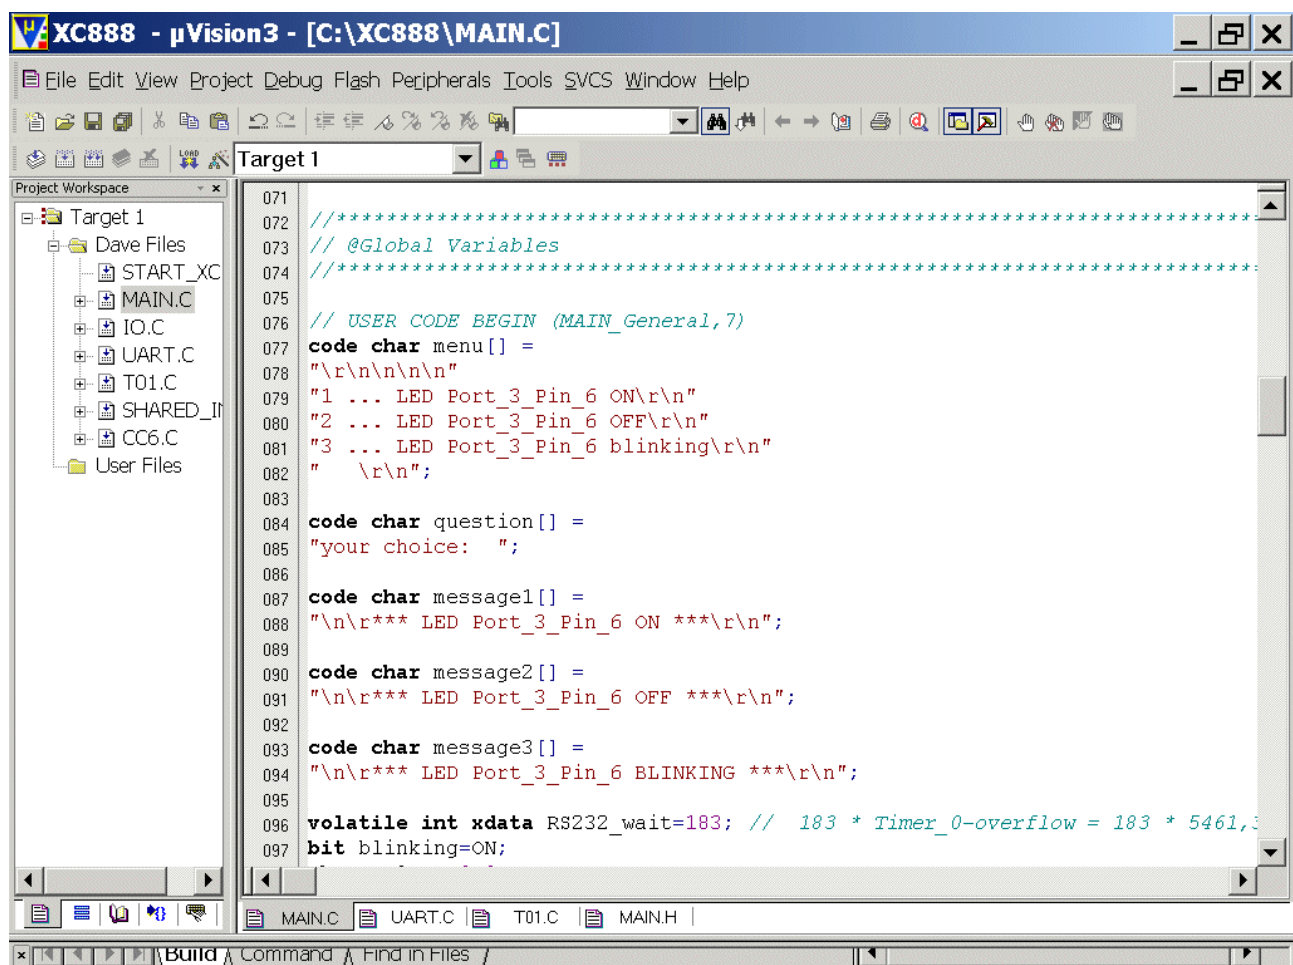 XC888 - µVision3 - [C:\XC888\MAIN.C]
File Edit View Project Debug Flash Peripherals Tools SVCS Window Help
Target 1
Project Workspace
Target 1
Dave Files
START_XC
MAIN.C
IO.C
UART.C
T01.C
SHARED_IN
CC6.C
User Files
071
072 //****************************************************************************
073 // @Global Variables
074 //****************************************************************************
075
076 // USER CODE BEGIN (MAIN_General,7)
077 code char menu[] =
078 "\r\n\n\n\n"
079 "1 ... LED Port_3_Pin_6 ON\r\n"
080 "2 ... LED Port_3_Pin_6 OFF\r\n"
081 "3 ... LED Port_3_Pin_6 blinking\r\n"
082 "   \r\n";
083
084 code char question[] =
085 "your choice:  ";
086
087 code char message1[] =
088 "\n\r*** LED Port_3_Pin_6 ON ***\r\n";
089
090 code char message2[] =
091 "\n\r*** LED Port_3_Pin_6 OFF ***\r\n";
092
093 code char message3[] =
094 "\n\r*** LED Port_3_Pin_6 BLINKING ***\r\n";
095
096 volatile int xdata RS232_wait=183; //  183 * Timer_0-overflow = 183 * 5461,3
097 bit blinking=ON;
MAIN.C UART.C T01.C MAIN.H
Build Command Find in Files